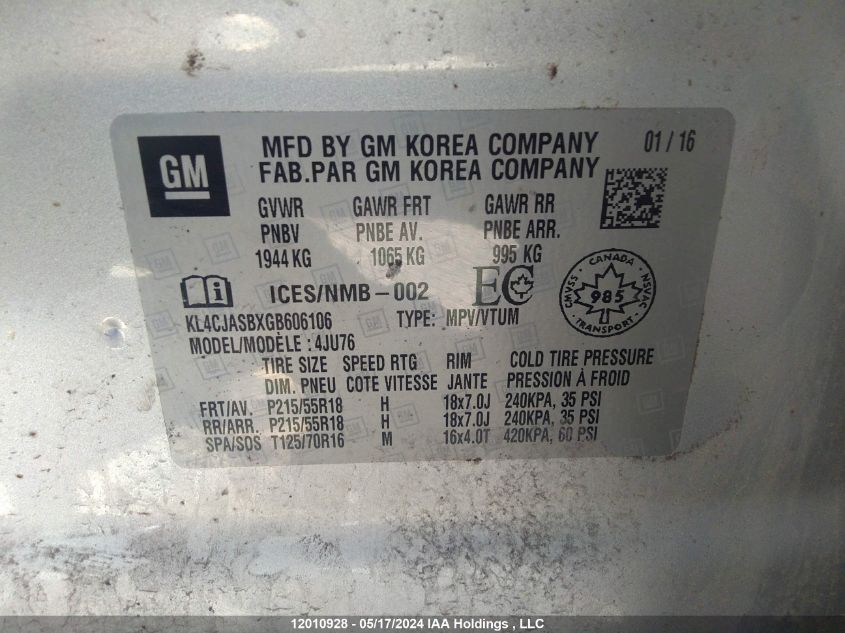 GM
MFD BY GM KOREA COMPANY 01 / 16
FAB.PAR GM KOREA COMPANY
GVWR GAWR FRT GAWR RR
PNBV PNBE AV. PNBE ARR.
1944 KG 1065 KG 995 KG
ICES/NMB-002 EC
CANADA CMVSS 985 NSVAC TRANSPORT
KL4CJASBXGB606106 TYPE: MPV/VTUM
MODEL/MODÈLE : 4JU76
TIRE SIZE SPEED RTG RIM COLD TIRE PRESSURE
DIM. PNEU COTE VITESSE JANTE PRESSION À FROID
FRT/AV. P215/55R18 H 18x7.0J 240KPA, 35 PSI
RR/ARR. P215/55R18 H 18x7.0J 240KPA, 35 PSI
SPA/SOS T125/70R16 M 16x4.0T 420KPA, 60 PSI
12010928 - 05/17/2024 IAA Holdings , LLC